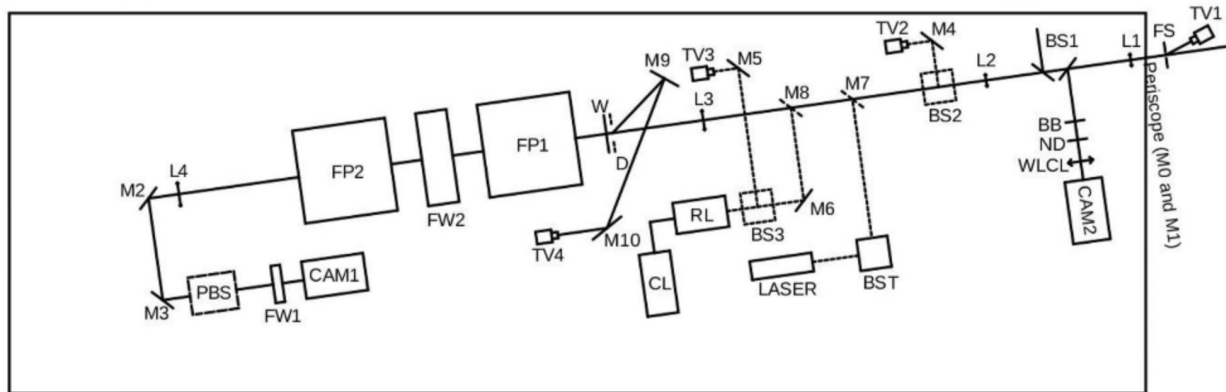 TV1
FS
TV2
M4
BS1
L1
M9
TV3
M5
L2
M7
M8
W
L3
BS2
D
FP1
BB
ND
WLCL
CAM2
Periscope (M0 and M1)
FP2
FW2
L4
M2
M6
RL
BS3
M10
TV4
CL
LASER
BST
CAM1
PBS
FW1
M3